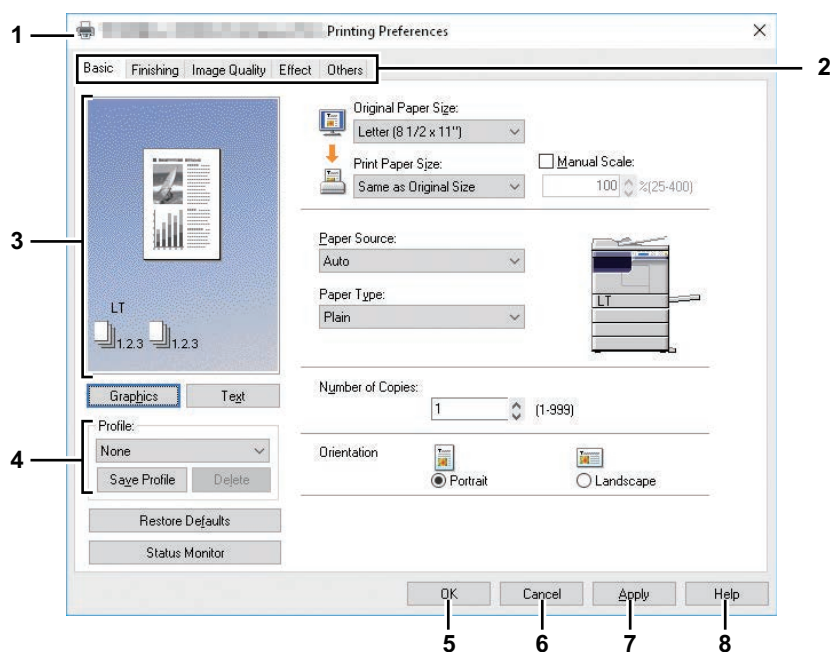 1
Printing Preferences
2
Basic Finishing Image Quality Effect Others
3
LT
1.2.3 1.2.3
Graphics Text
4
Profile:
None
Save Profile Delete
Restore Defaults
Status Monitor
Original Paper Size:
Letter (8 1/2 x 11")
Print Paper Size:
Same as Original Size
Manual Scale:
100 %(25-400)
Paper Source:
Auto
Paper Type:
Plain
LT
Number of Copies:
1 (1-999)
Orientation
Portrait Landscape
OK Cancel Apply Help
5 6 7 8